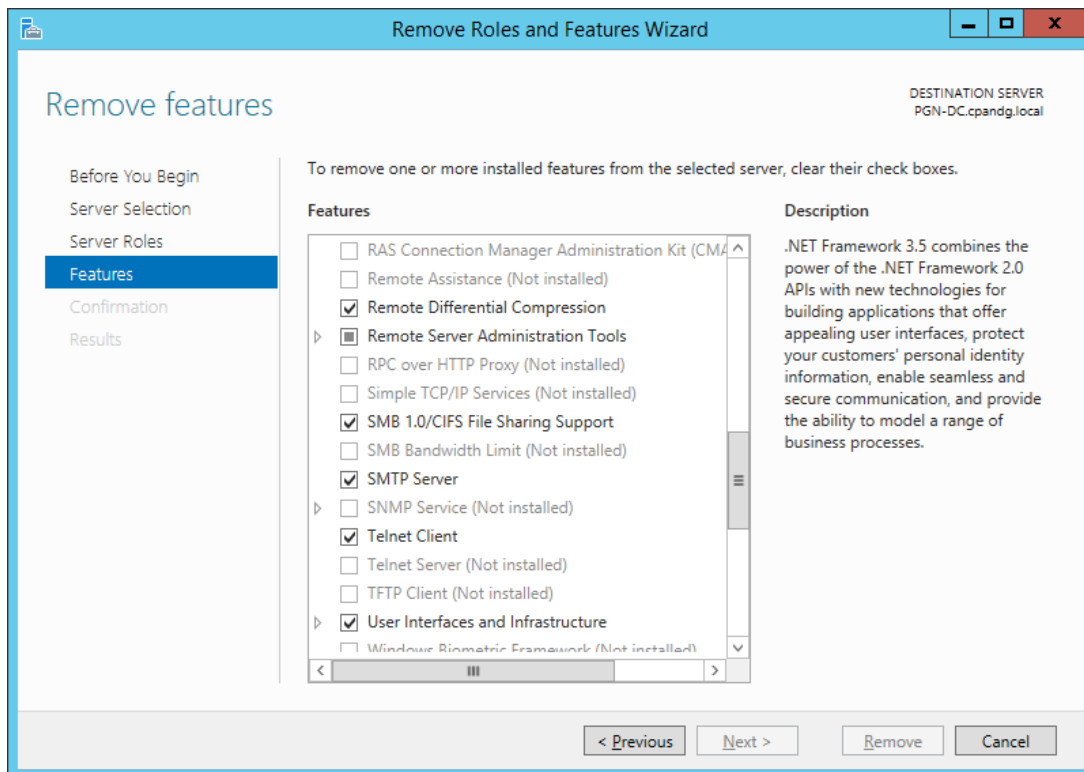 Remove Roles and Features Wizard
Remove features
DESTINATION SERVER
PGN-DC.cpandg.local
Before You Begin
Server Selection
Server Roles
Features
Confirmation
Results
To remove one or more installed features from the selected server, clear their check boxes.
Features
RAS Connection Manager Administration Kit (CMA
Remote Assistance (Not installed)
Remote Differential Compression
Remote Server Administration Tools
RPC over HTTP Proxy (Not installed)
Simple TCP/IP Services (Not installed)
SMB 1.0/CIFS File Sharing Support
SMB Bandwidth Limit (Not installed)
SMTP Server
SNMP Service (Not installed)
Telnet Client
Telnet Server (Not installed)
TFTP Client (Not installed)
User Interfaces and Infrastructure
Windows Biometric Framework (Not installed)
Description
.NET Framework 3.5 combines the
power of the .NET Framework 2.0
APIs with new technologies for
building applications that offer
appealing user interfaces, protect
your customers' personal identity
information, enable seamless and
secure communication, and provide
the ability to model a range of
business processes.
< Previous
Next >
Remove
Cancel